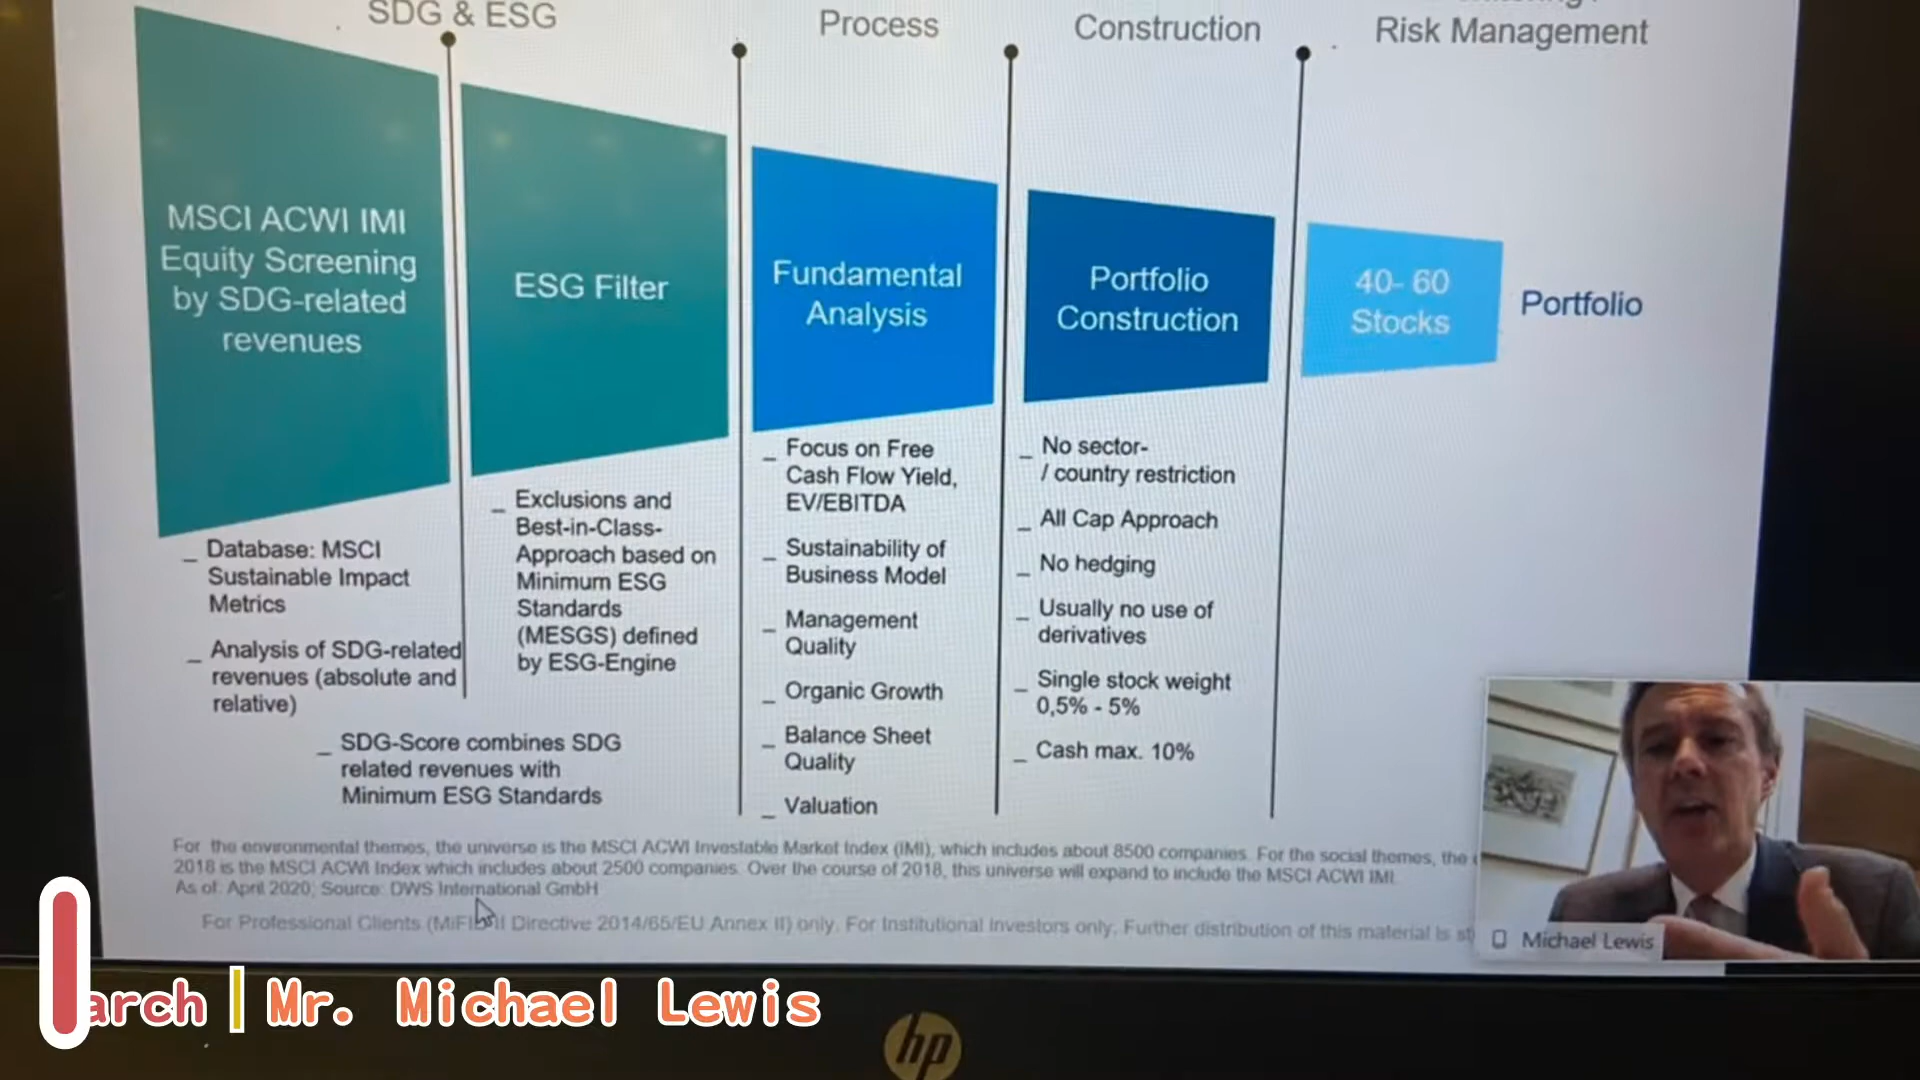 SDG & ESG
Process
Construction
Risk Management
MSCI ACWI IMI
Equity Screening
by SDG-related
revenues
ESG Filter
Fundamental
Analysis
Portfolio
Construction
40- 60
Stocks
Portfolio
_ Database: MSCI
Sustainable Impact
Metrics
_ Analysis of SDG-related
revenues (absolute and
relative)
_ Exclusions and
Best-in-Class-
Approach based on
Minimum ESG
Standards
(MESGS) defined
by ESG-Engine
_ SDG-Score combines SDG
related revenues with
Minimum ESG Standards
_ Focus on Free
Cash Flow Yield,
EV/EBITDA
_ Sustainability of
Business Model
_ Management
Quality
_ Organic Growth
_ Balance Sheet
Quality
_ Valuation
_ No sector-
/ country restriction
_ All Cap Approach
_ No hedging
_ Usually no use of
derivatives
_ Single stock weight
0,5% - 5%
_ Cash max. 10%
For the environmental themes, the universe is the MSCI ACWI Investable Market Index (IMI), which includes about 8500 companies. For the social themes, the
2018 is the MSCI ACWI Index which includes about 2500 companies. Over the course of 2018, this universe will expand to include the MSCI ACWI IMI.
As of: April 2020; Source: DWS International GmbH
For Professional Clients (MiFID II Directive 2014/65/EU Annex II) only. For Institutional Investors only. Further distribution of this material is
Michael Lewis
arch Mr. Michael Lewis
hp